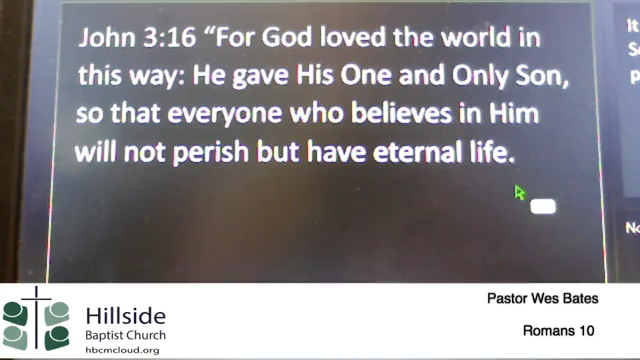 John 3:16 “For God loved the world in
this way: He gave His One and Only Son,
so that everyone who believes in Him
will not perish but have eternal life.
It
Hillside
Baptist Church
hbcmcloud.org
Pastor Wes Bates
Romans 10